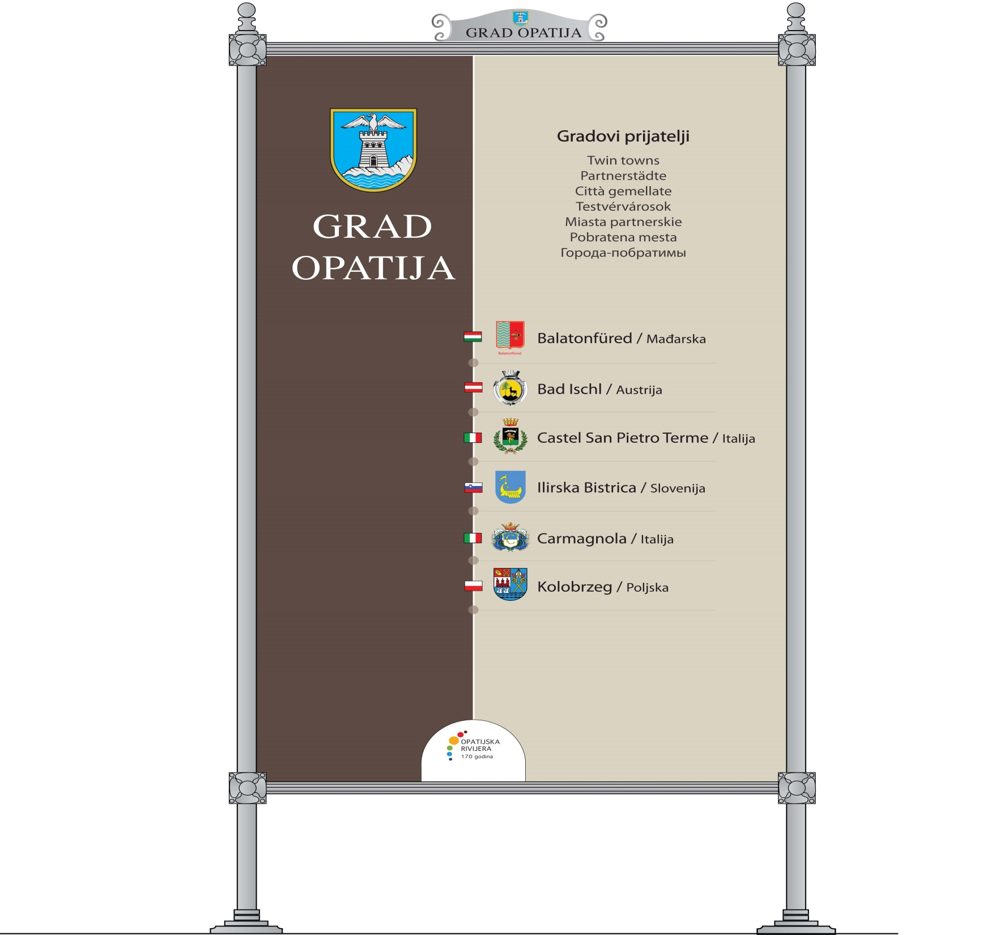 GRAD OPATIJA
GRAD
OPATIJA
Gradovi prijatelji
Twin towns
Partnerstädte
Città gemellate
Testvérvárosok
Miasta partnerskie
Pobratena mesta
Города-побратимы
Balatonfüred / Mađarska
Balatonfüred
Bad Ischl / Austrija
Castel San Pietro Terme / Italija
Ilirska Bistrica / Slovenija
Carmagnola / Italija
Kolobrzeg / Poljska
OPATIJSKA
RIVIJERA
170 godina